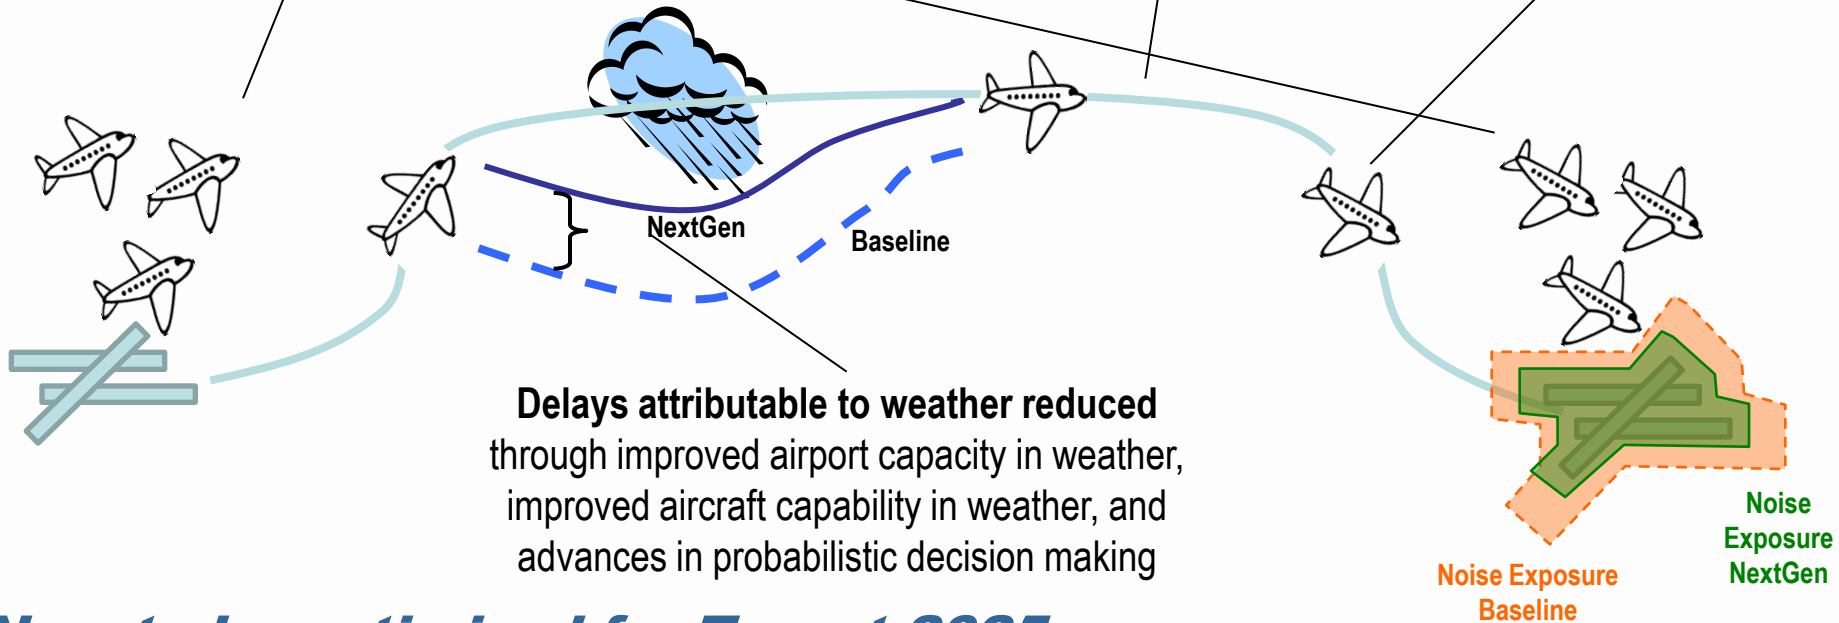 NextGen
Baseline
Delays attributable to weather reduced
through improved airport capacity in weather,
improved aircraft capability in weather, and
advances in probabilistic decision making
Noise
Exposure
NextGen
Noise Exposure
Baseline